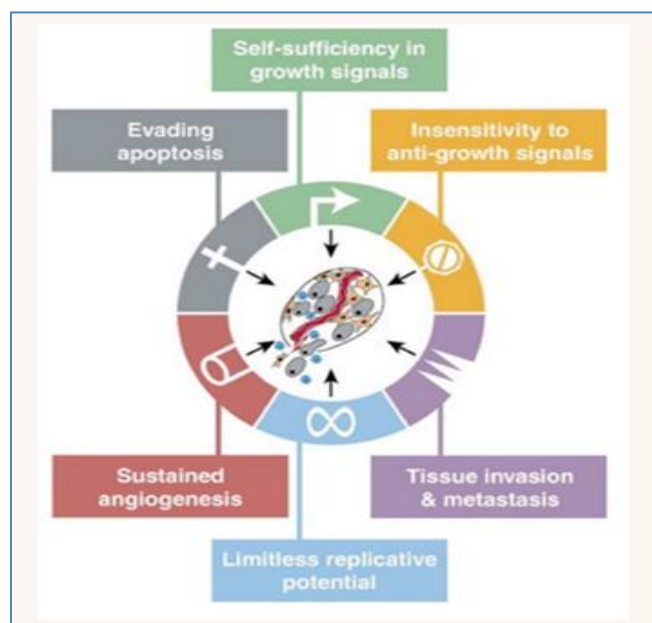 Self-sufficiency in
growth signals
Evading
apoptosis
Insensitivity to
anti-growth signals
Sustained
angiogenesis
Tissue invasion
& metastasis
Limitless replicative
potential